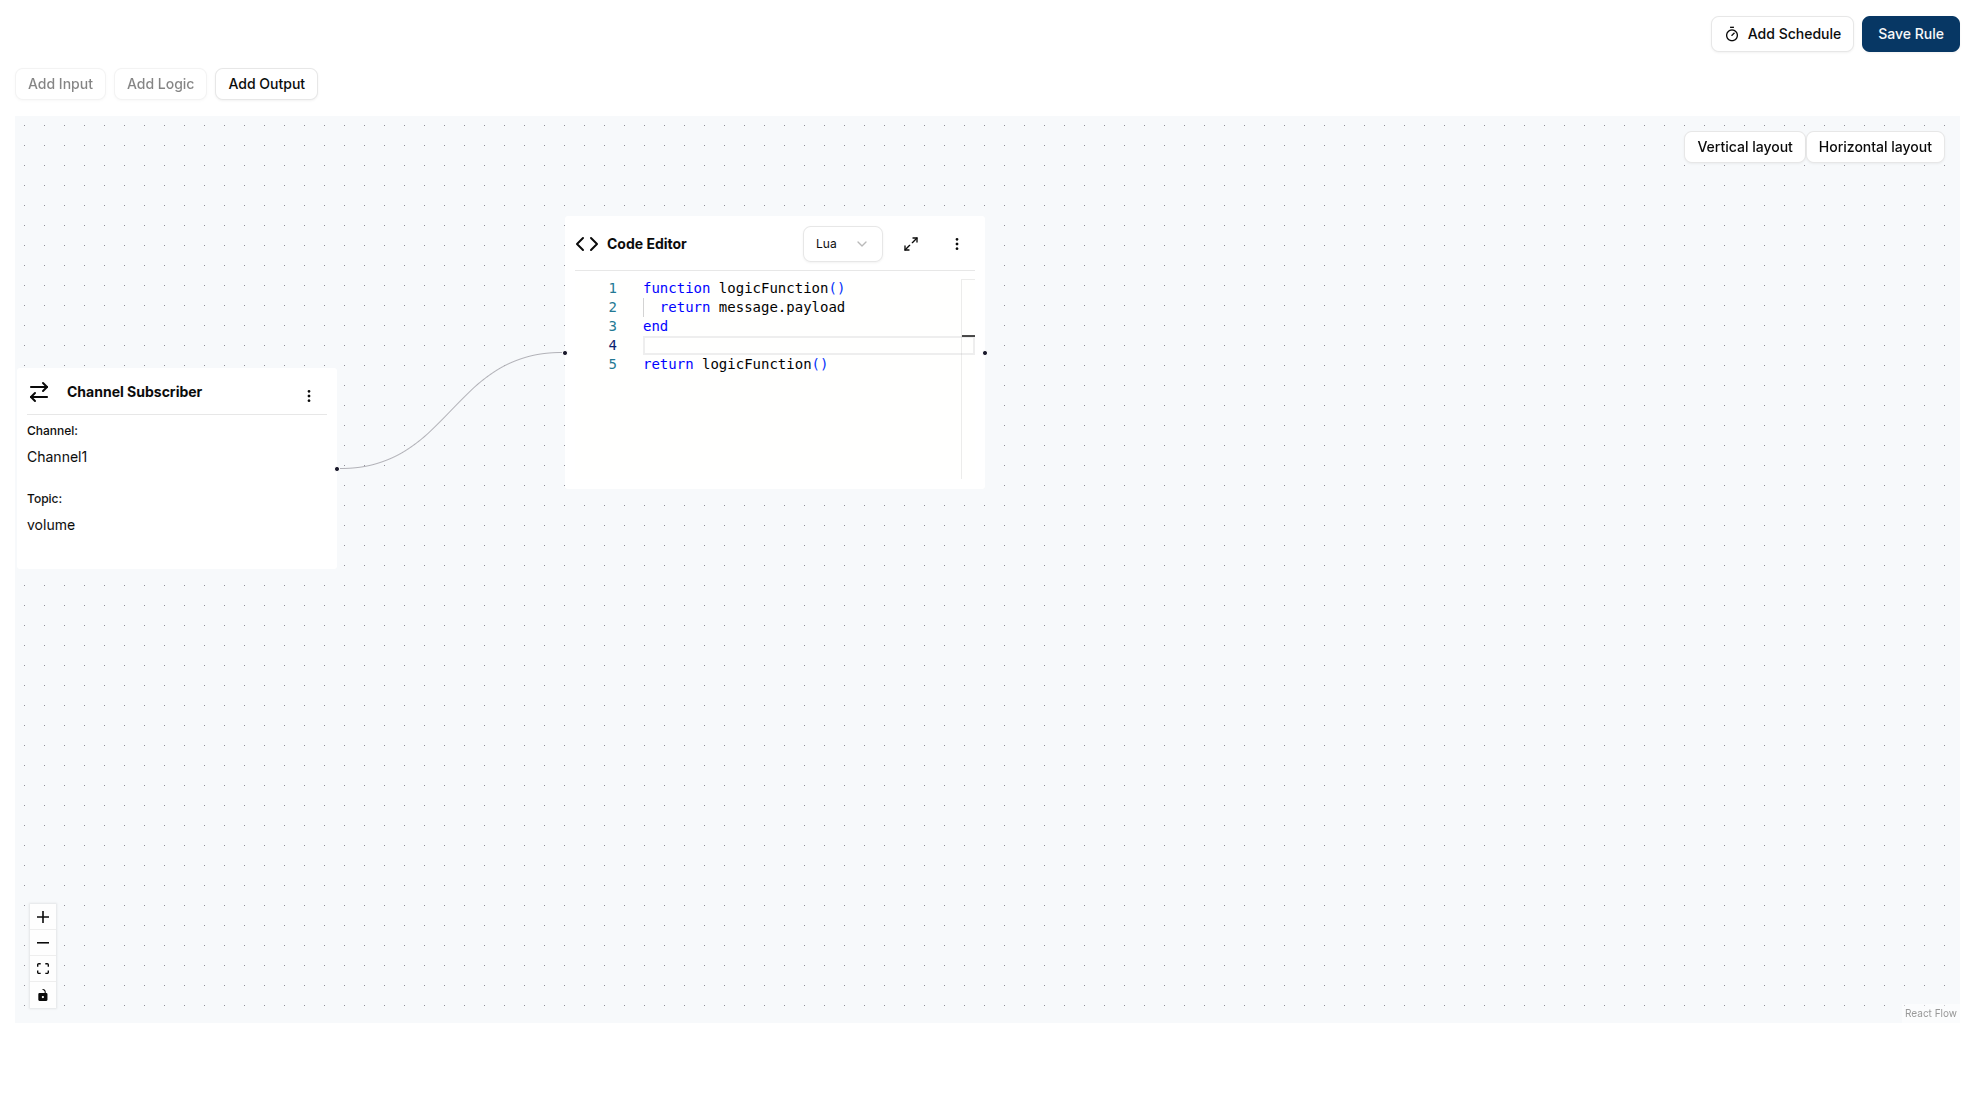 Add Schedule
Save Rule
Add Input
Add Logic
Add Output
Vertical layout
Horizontal layout
Code Editor
Lua
1 function logicFunction()
2   return message.payload
3 end
4
5 return logicFunction()
Channel Subscriber
Channel:
Channel1
Topic:
volume
React Flow